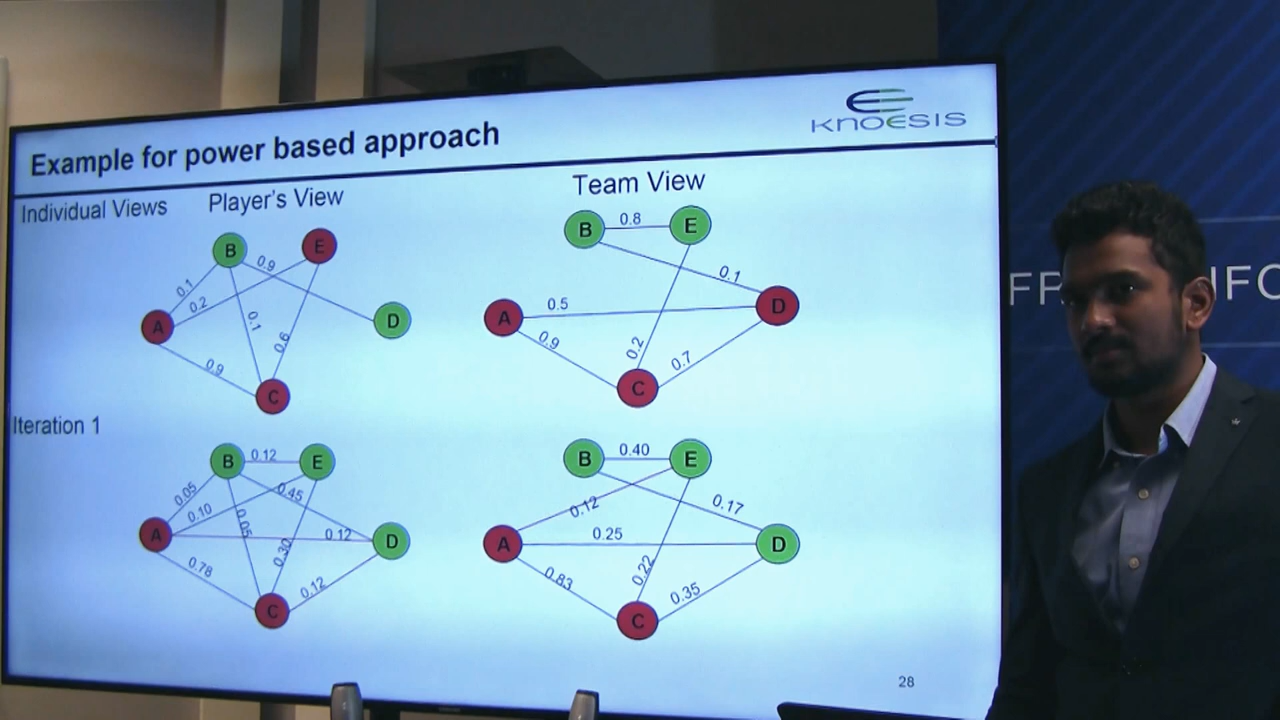 Example for power based approach
KNOESIS
Individual Views
Player's View
Team View
B
E
0.9
0.1
0.2
A
0.1
0.6
D
0.9
C
B
0.8
E
0.1
A
0.5
D
0.9
0.2
0.7
C
Iteration 1
B
0.12
E
0.05
0.45
0.10
0.05
A
0.12
D
0.30
0.78
0.12
C
B
0.40
E
0.12
0.17
A
0.25
D
0.83
0.22
0.35
C
28